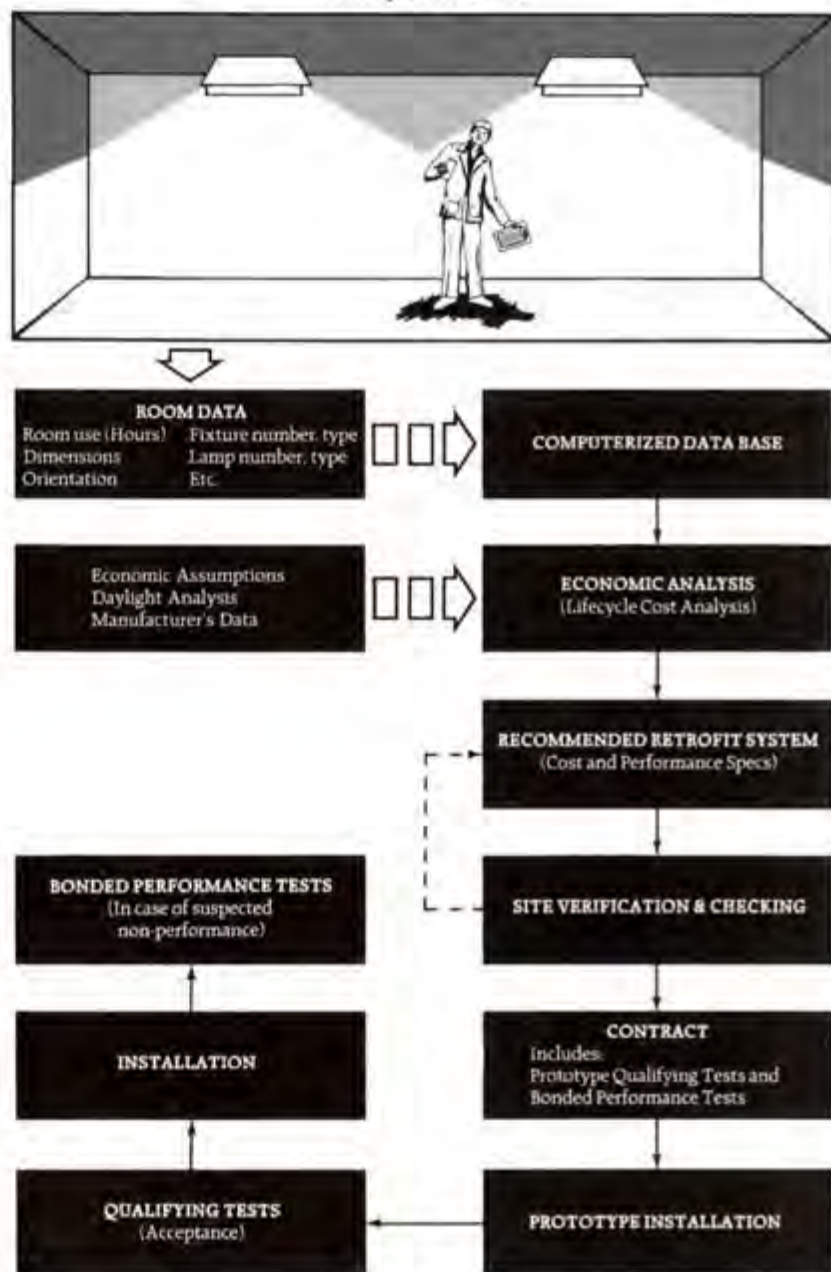 ROOM DATA
Room use (Hours) Fixture number, type
Dimensions Lamp number, type
Orientation Etc.
COMPUTERIZED DATA BASE
Economic Assumptions
Daylight Analysis
Manufacturer's Data
ECONOMIC ANALYSIS
(Lifecycle Cost Analysis)
RECOMMENDED RETROFIT SYSTEM
(Cost and Performance Specs)
SITE VERIFICATION & CHECKING
BONDED PERFORMANCE TESTS
(In case of suspected
non-performance)
CONTRACT
Includes:
Prototype Qualifying Tests and
Bonded Performance Tests
INSTALLATION
PROTOTYPE INSTALLATION
QUALIFYING TESTS
(Acceptance)